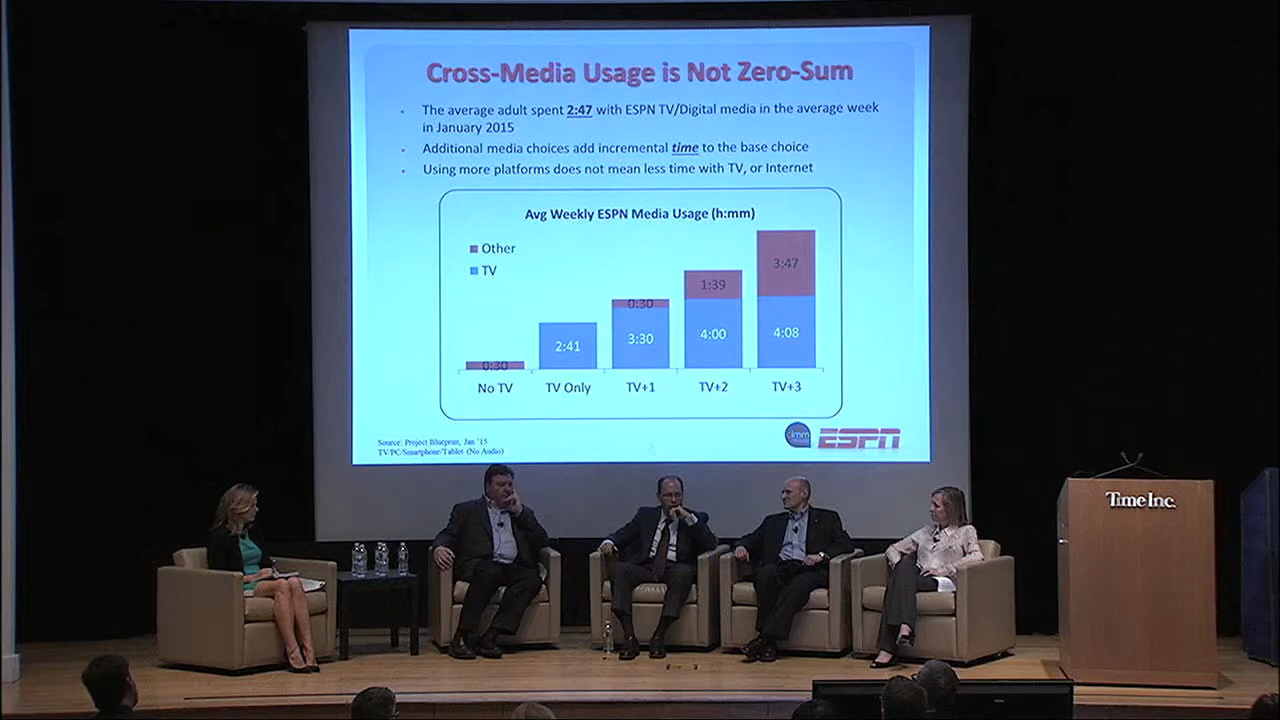 Cross-Media Usage is Not Zero-Sum
The average adult spent 2:47 with ESPN TV/Digital media in the average week
in January 2015
Additional media choices add incremental time to the base choice
Using more platforms does not mean less time with TV, or Internet
Avg Weekly ESPN Media Usage (h:mm)
Other
TV
3:47
1:39
0:30
2:41
3:30
4:00
4:08
0:30
No TV
TV Only
TV+1
TV+2
TV+3
Source: Project Blueprint, Jan '15
TV/PC/Smartphone/Tablet (No Audio)
ESPN
Time Inc.